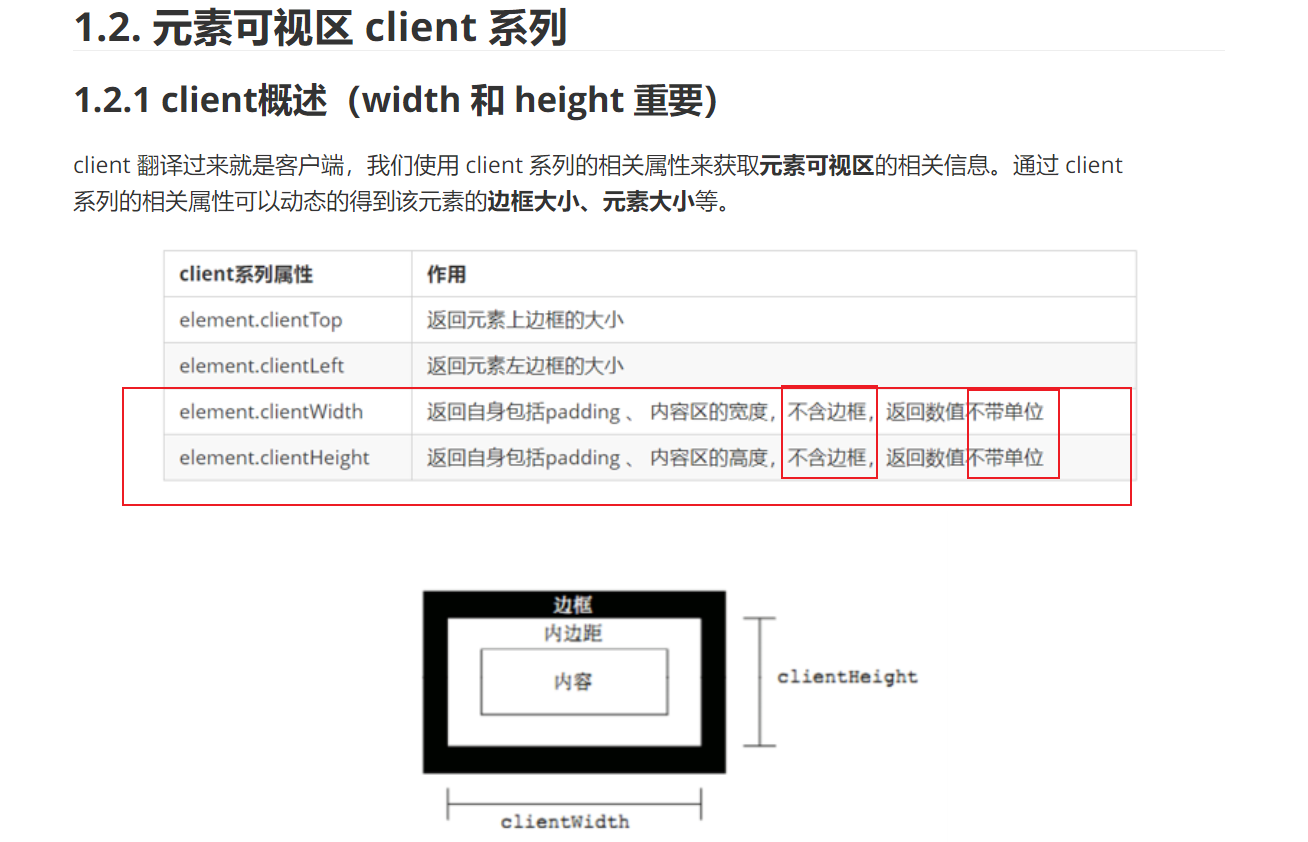 1.2. 元素可视区 client 系列
1.2.1 client概述（width 和 height 重要）
client 翻译过来就是客户端，我们使用 client 系列的相关属性来获取元素可视区的相关信息。通过 client
系列的相关属性可以动态的得到该元素的边框大小、元素大小等。
client系列属性 作用
element.clientTop 返回元素上边框的大小
element.clientLeft 返回元素左边框的大小
element.clientWidth 返回自身包括padding 、 内容区的宽度，不含边框，返回数值不带单位
element.clientHeight 返回自身包括padding 、 内容区的高度，不含边框，返回数值不带单位
边框
内边距
内容
clientHeight
clientWidth